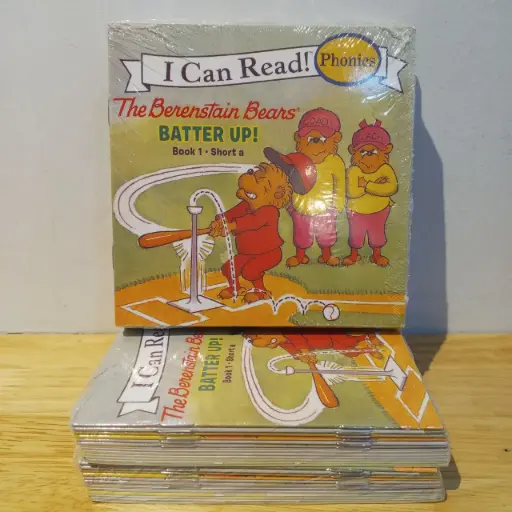 I Can Read!
Phonics
The Berenstain Bears®
BATTER UP!
Book 1 • Short a
I Can Re
The Berenstain Bears
BATTER UP!
Book 1 • Short a